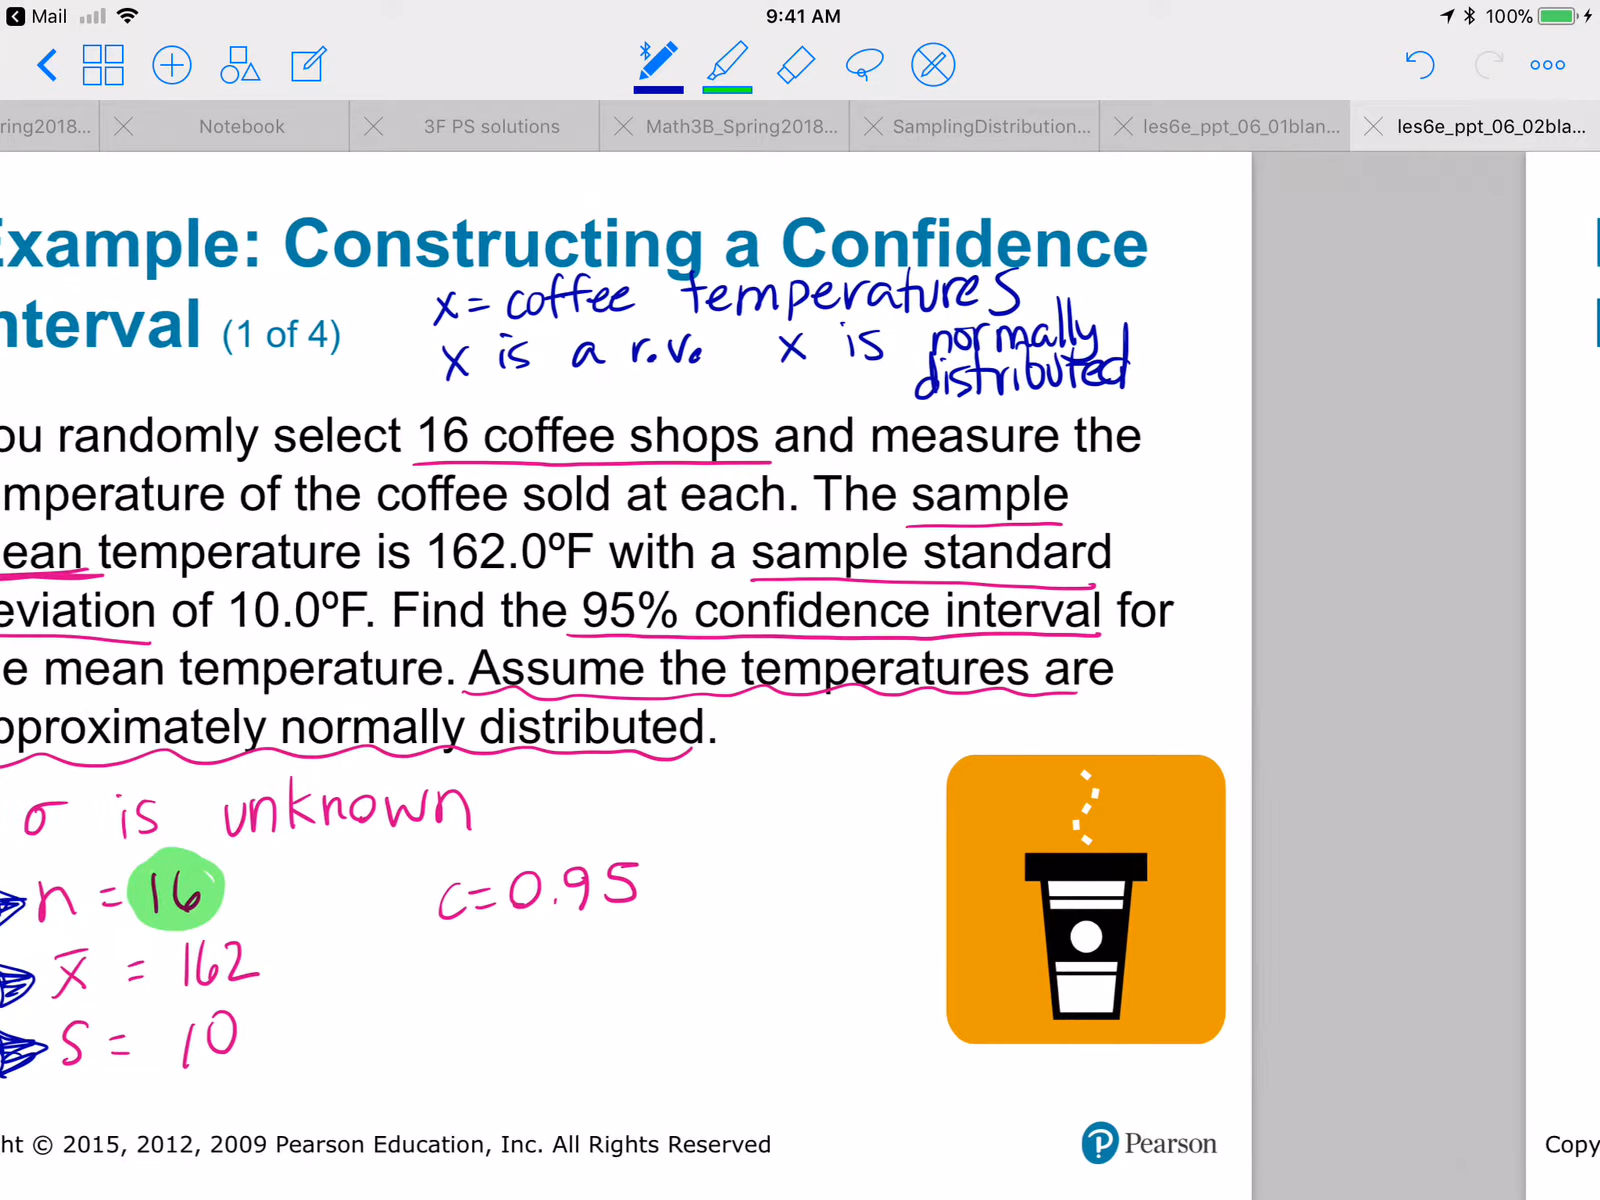 Mail
9:41 AM
100%
ring2018...
Notebook
3F PS solutions
Math3B_Spring2018...
SamplingDistribution...
les6e_ppt_06_01blan...
les6e_ppt_06_02bla...
Example: Constructing a Confidence
nterval (1 of 4)
x = coffee temperatures
x is a r.v. x is normally
distributed
ou randomly select 16 coffee shops and measure the
mperature of the coffee sold at each. The sample
ean temperature is 162.0ºF with a sample standard
eviation of 10.0ºF. Find the 95% confidence interval for
e mean temperature. Assume the temperatures are
pproximately normally distributed.
σ is unknown
n = 16
c = 0.95
x̄ = 162
s = 10
ht © 2015, 2012, 2009 Pearson Education, Inc. All Rights Reserved
Pearson
Copy